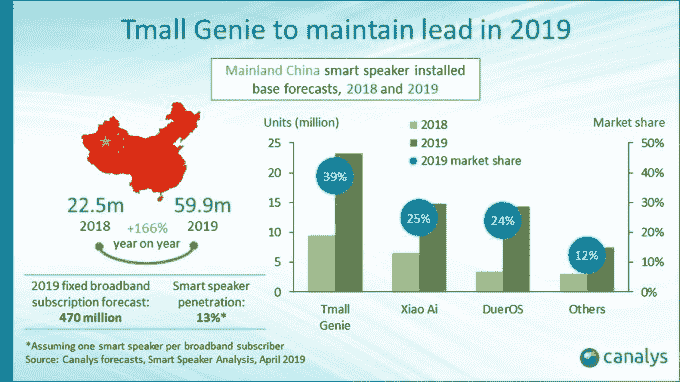 Tmall Genie to maintain lead in 2019
Mainland China smart speaker installed
base forecasts, 2018 and 2019
22.5m
2018
+166%
year on year
59.9m
2019
2019 fixed broadband
subscription forecast:
470 million
Smart speaker
penetration:
13%*
Units (million)
2018
2019
2019 market share
Market share
25
20
15
10
5
0
39%
25%
24%
12%
50%
40%
30%
20%
10%
0%
Tmall
Genie
Xiao Ai
DuerOS
Others
*Assuming one smart speaker per broadband subscriber
Source: Canalys forecasts, Smart Speaker Analysis, April 2019
canalys